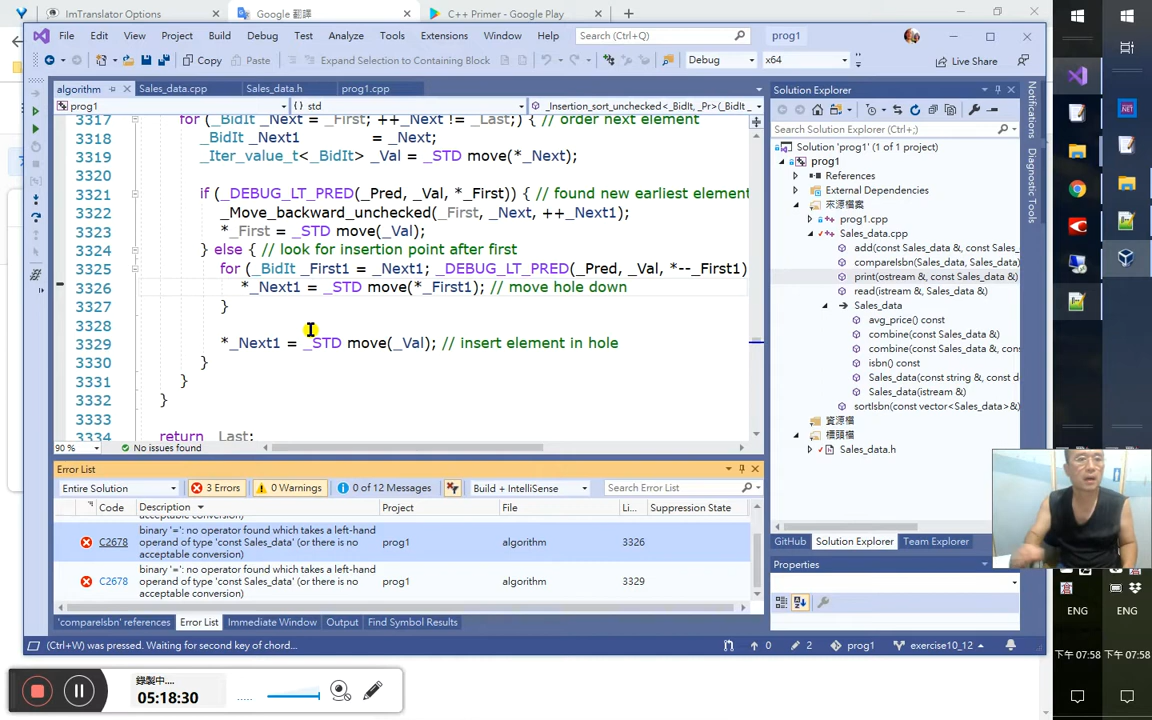 ImTranslator Options
Google 翻譯
C++ Primer - Google Play
File Edit View Project Build Debug Test Analyze Tools Extensions Window Help Search (Ctrl+Q) prog1
Copy Paste Expand Selection to Containing Block Debug x64 Live Share
algorithm Sales_data.cpp Sales_data.h prog1.cpp
prog1 std _Insertion_sort_unchecked<_BidIt, _Pr>(_BidIt,
3317 for (_BidIt _Next = _First; ++_Next != _Last;) { // order next element
3318 _BidIt _Next1 = _Next;
3319 _Iter_value_t<_BidIt> _Val = _STD move(*_Next);
3320
3321 if (_DEBUG_LT_PRED(_Pred, _Val, *_First)) { // found new earliest element
3322 _Move_backward_unchecked(_First, _Next, ++_Next1);
3323 *_First = _STD move(_Val);
3324 } else { // look for insertion point after first
3325 for (_BidIt _First1 = _Next1; _DEBUG_LT_PRED(_Pred, _Val, *--_First1)
3326 *_Next1 = _STD move(*_First1); // move hole down
3327 }
3328
3329 *_Next1 = _STD move(_Val); // insert element in hole
3330 }
3331 }
3332 }
3333
3334 return _Last;
90 % No issues found
Solution Explorer
Search Solution Explorer (Ctrl+;)
Solution 'prog1' (1 of 1 project)
prog1
References
External Dependencies
來源檔案
prog1.cpp
Sales_data.cpp
add(const Sales_data &, const
compareIsbn(Sales_data, Sales_data)
print(ostream &, const Sales_data &)
read(istream &, Sales_data &)
Sales_data
avg_price() const
combine(const Sales_data &)
combine(const Sales_data &,
isbn() const
Sales_data(const string &, const
Sales_data(istream &)
sortIsbn(const vector<Sales_data>&
資源檔
標頭檔
Sales_data.h
GitHub Solution Explorer Team Explorer
Properties
Notifications
Diagnostic Tools
Error List
Entire Solution 3 Errors 0 Warnings 0 of 12 Messages Build + IntelliSense Search Error List
Code Description Project File Li... Suppression State
acceptable conversion)
C2678 binary '=': no operator found which takes a left-hand prog1 algorithm 3326
operand of type 'const Sales_data' (or there is no
acceptable conversion)
C2678 binary '=': no operator found which takes a left-hand prog1 algorithm 3329
operand of type 'const Sales_data' (or there is no
acceptable conversion)
'compareIsbn' references Error List Immediate Window Output Find Symbol Results
(Ctrl+W) was pressed. Waiting for second key of chord... 0 2 prog1 exercise10_12
錄製中....
05:18:30
ENG ENG
下午 07:58 下午 07:58